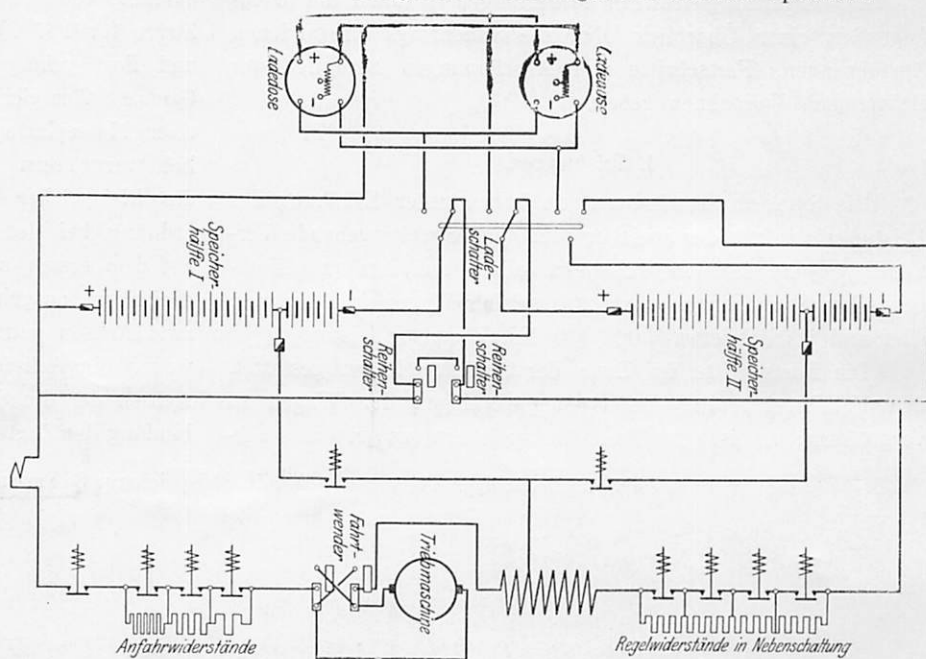 Ladedose
+
−
+
−
Speicher-
hälfte I
Lade-
schalter
+
−
+
−
Reihen-
schalter
Reihen-
schalter
Speicher-
hälfte II
Fahrt-
wender
Triebmaschine
Anfahrwiderstände
Regelwiderstände in Nebenschaltung